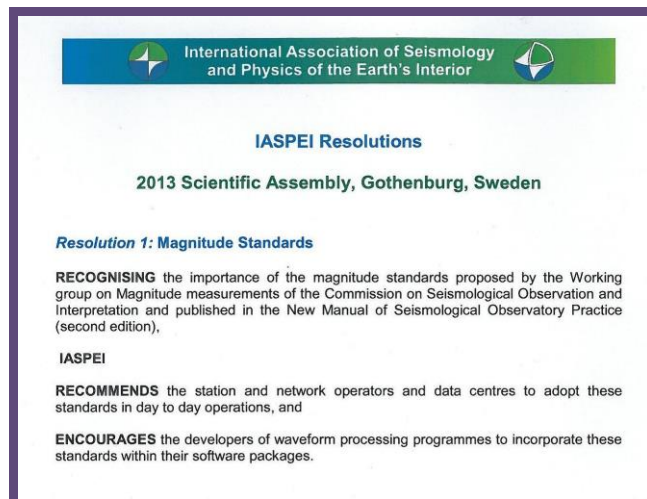 International Association of Seismology
and Physics of the Earth's Interior
IASPEI Resolutions
2013 Scientific Assembly, Gothenburg, Sweden
Resolution 1: Magnitude Standards
RECOGNISING the importance of the magnitude standards proposed by the Working
group on Magnitude measurements of the Commission on Seismological Observation and
Interpretation and published in the New Manual of Seismological Observatory Practice
(second edition),
IASPEI
RECOMMENDS the station and network operators and data centres to adopt these
standards in day to day operations, and
ENCOURAGES the developers of waveform processing programmes to incorporate these
standards within their software packages.